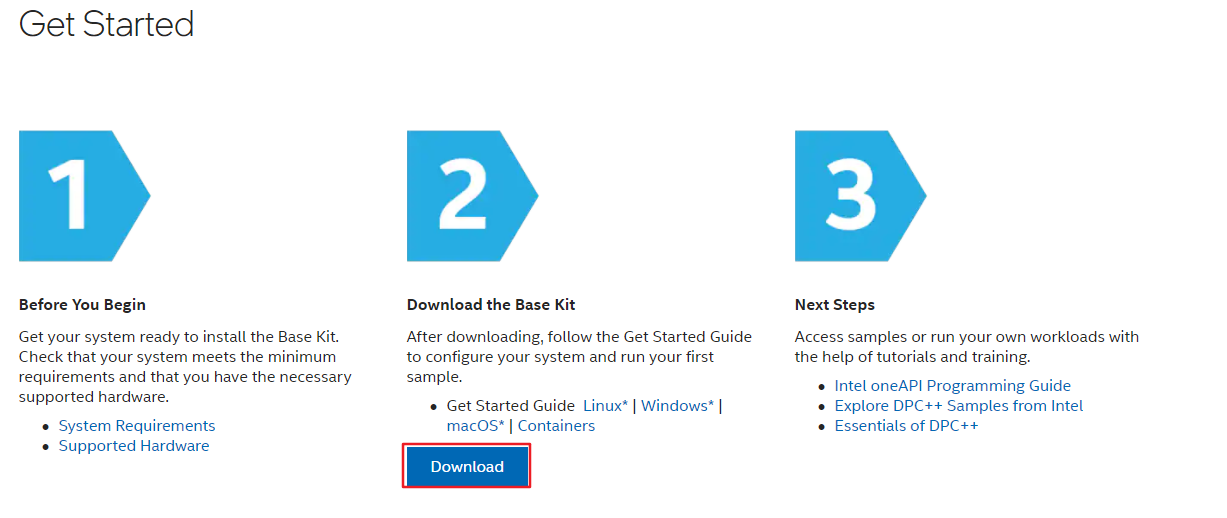 Get Started
1
2
3
Before You Begin
Get your system ready to install the Base Kit.
Check that your system meets the minimum
requirements and that you have the necessary
supported hardware.
• System Requirements
• Supported Hardware
Download the Base Kit
After downloading, follow the Get Started Guide
to configure your system and run your first
sample.
• Get Started Guide Linux* | Windows* |
macOS* | Containers
Download
Next Steps
Access samples or run your own workloads with
the help of tutorials and training.
• Intel oneAPI Programming Guide
• Explore DPC++ Samples from Intel
• Essentials of DPC++